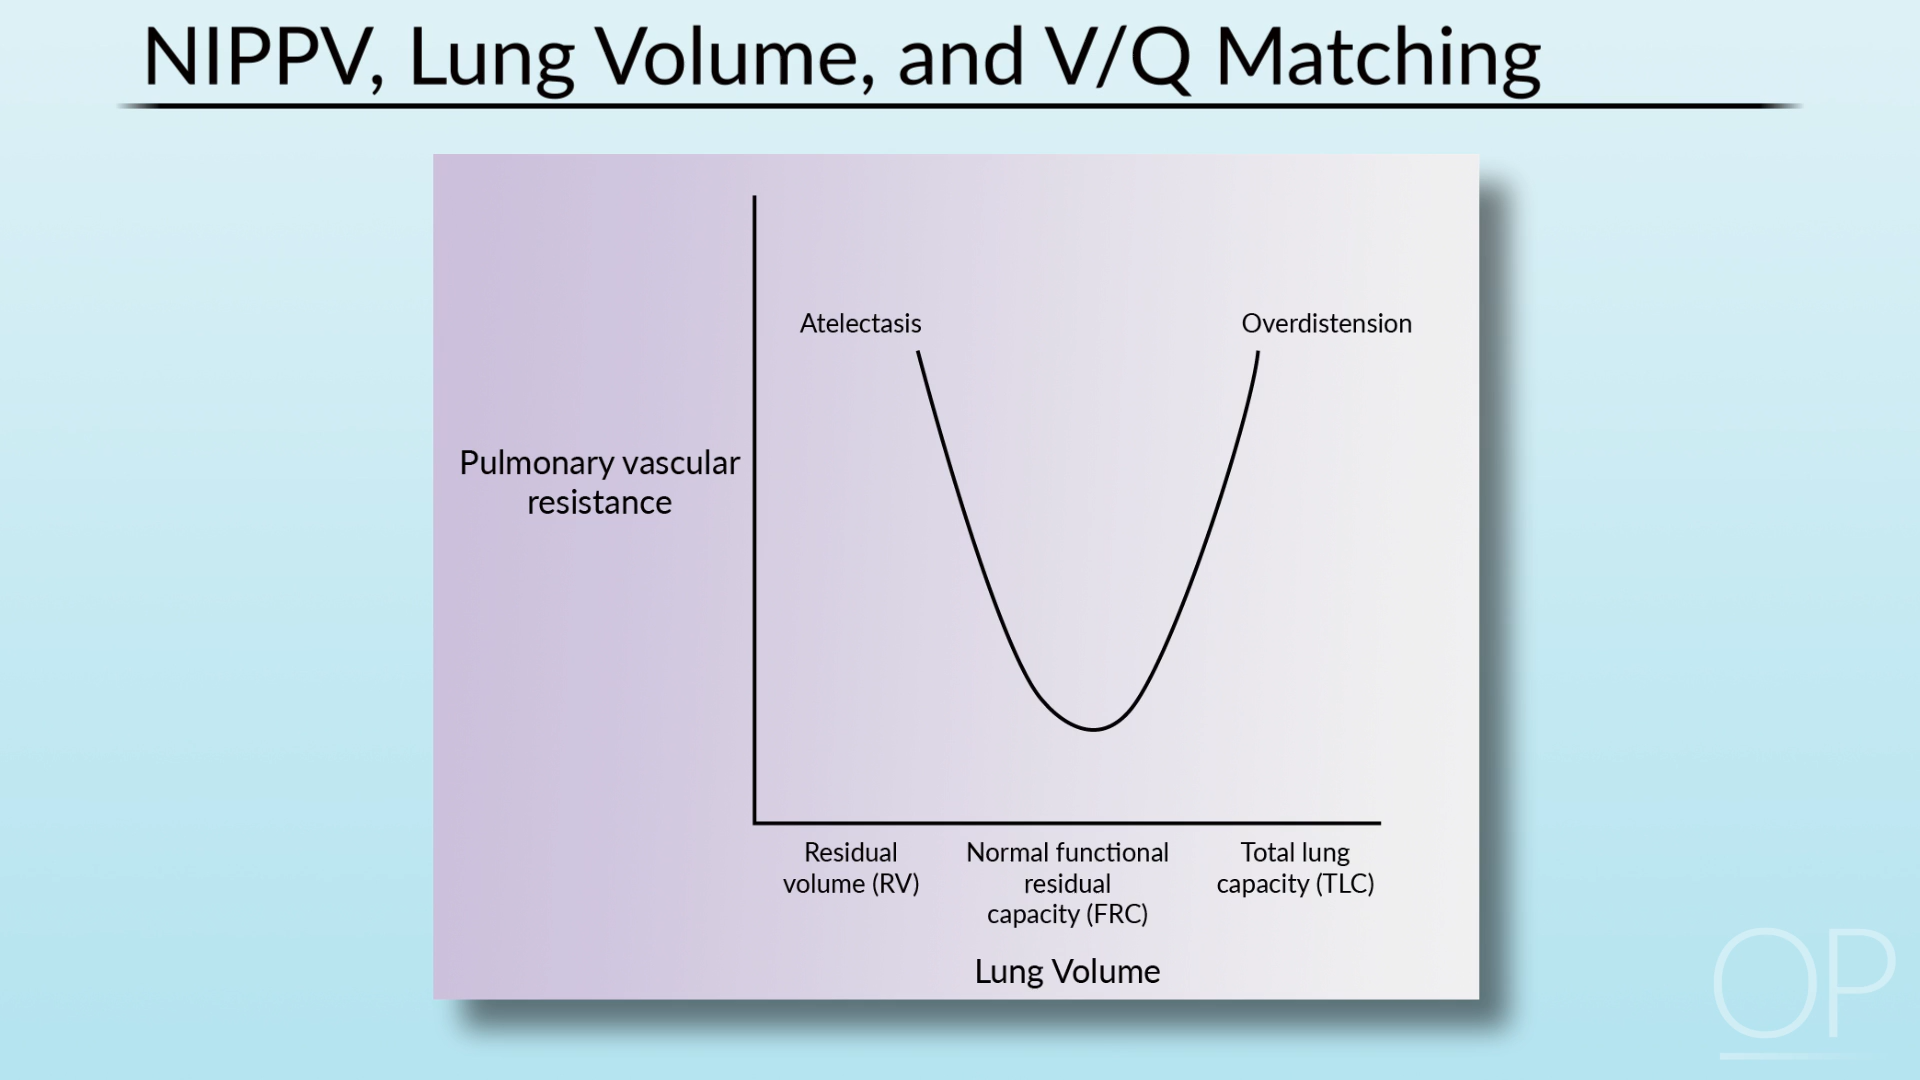 NIPPV, Lung Volume, and V/Q Matching
Atelectasis
Overdistension
Pulmonary vascular
resistance
Residual
volume (RV)
Normal functional
residual
capacity (FRC)
Total lung
capacity (TLC)
Lung Volume
OP